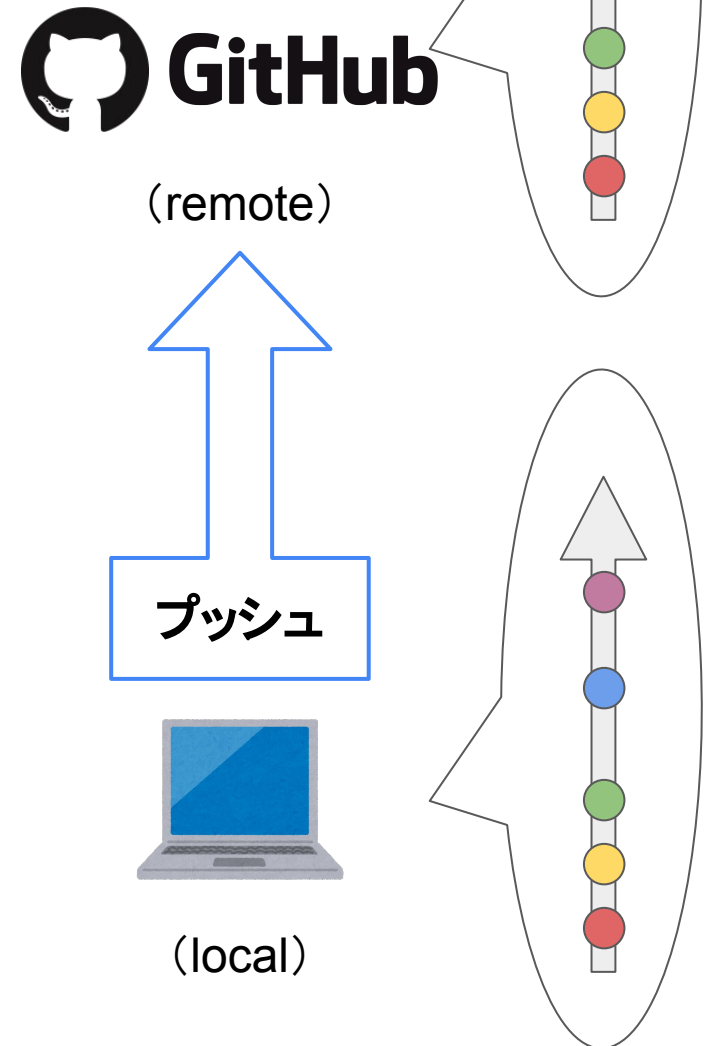 GitHub
（remote）
プッシュ
（local）